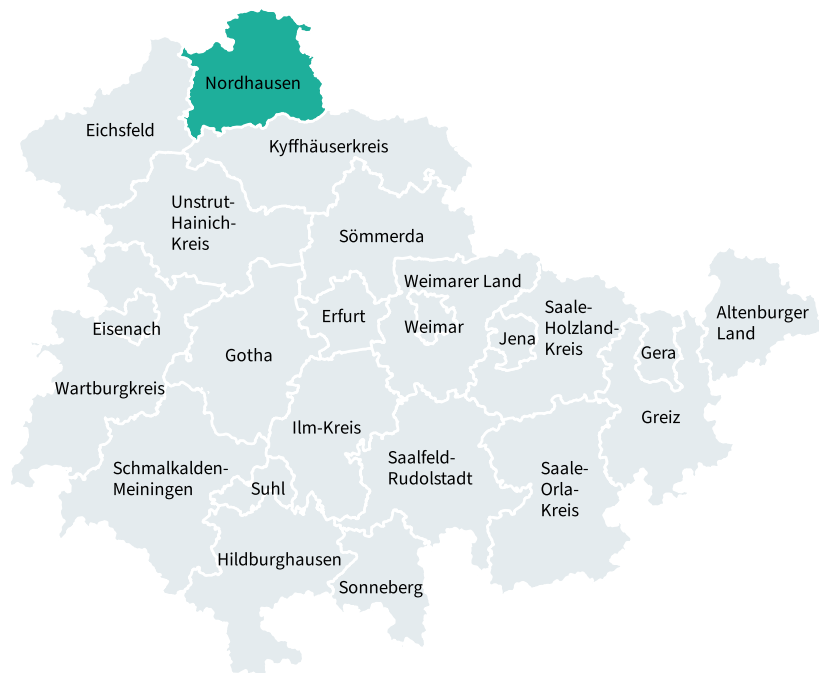 Nordhausen
Eichsfeld
Kyffhäuserkreis
Unstrut-
Hainich-
Kreis
Sömmerda
Weimarer Land
Eisenach
Erfurt
Weimar
Jena
Saale-
Holzland-
Kreis
Gera
Altenburger
Land
Gotha
Wartburgkreis
Greiz
Ilm-Kreis
Schmalkalden-
Meiningen
Suhl
Saalfeld-
Rudolstadt
Saale-
Orla-
Kreis
Hildburghausen
Sonneberg